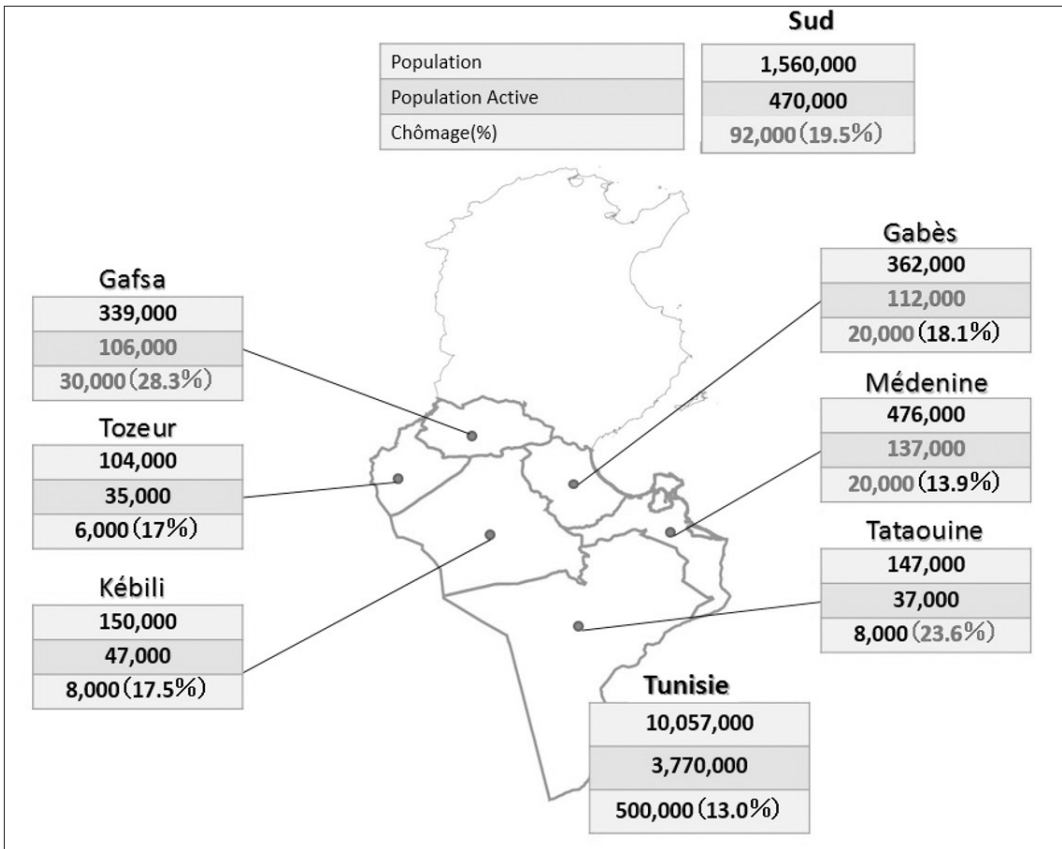 Sud
Population 1,560,000
Population Active 470,000
Chômage(%) 92,000 (19.5%)
Gabès
362,000
112,000
20,000 (18.1%)
Gafsa
339,000
106,000
30,000 (28.3%)
Médenine
476,000
137,000
20,000 (13.9%)
Tozeur
104,000
35,000
6,000 (17%)
Tataouine
147,000
37,000
8,000 (23.6%)
Kébili
150,000
47,000
8,000 (17.5%)
Tunisie
10,057,000
3,770,000
500,000 (13.0%)